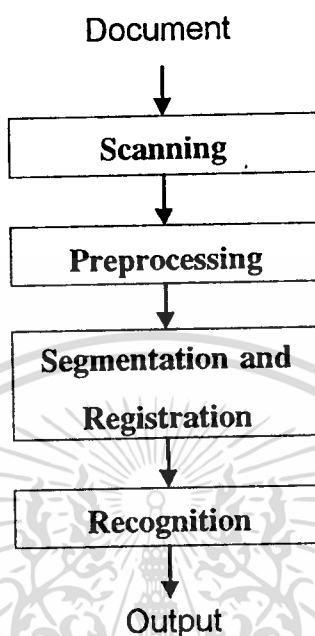 Document
Scanning
Preprocessing
Segmentation and
Registration
Recognition
Output